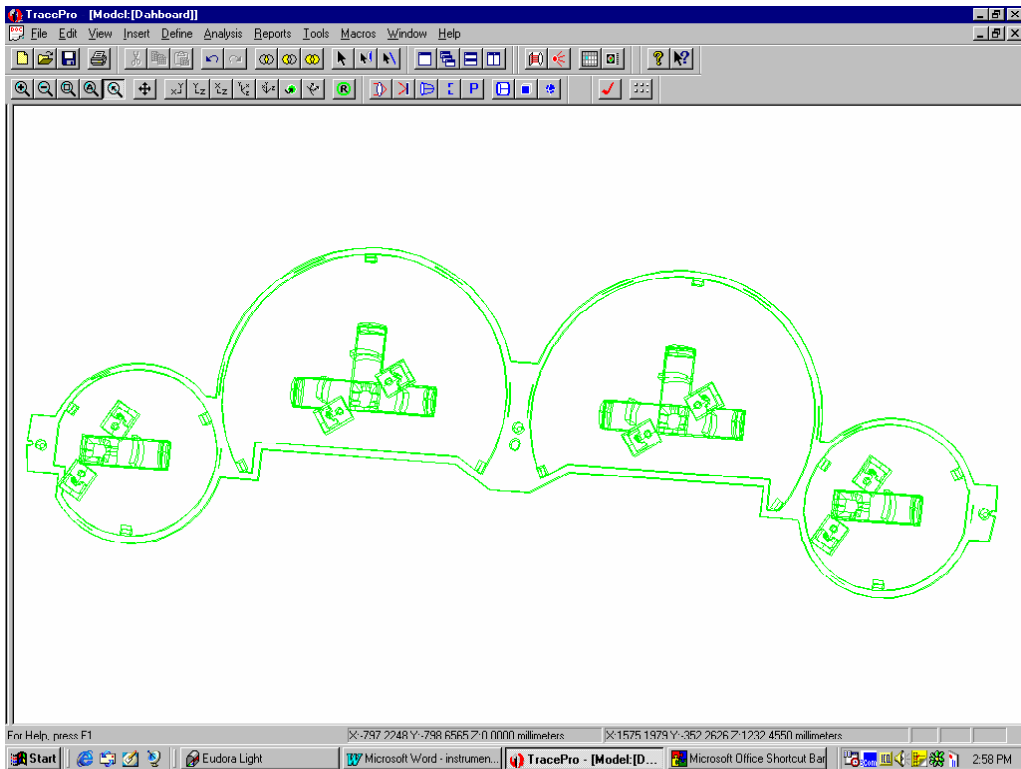 TracePro [Model:[Dahboard]]
File Edit View Insert Define Analysis Reports Tools Macros Window Help
For Help, press F1 X:-797.2248 Y:-798.6565 Z:0.0000 millimeters X:1575.1979 Y:-352.2626 Z:1232.4550 millimeters
Start Eudora Light Microsoft Word - instrumen... TracePro - [Model:[D... Microsoft Office Shortcut Bar 2:58 PM